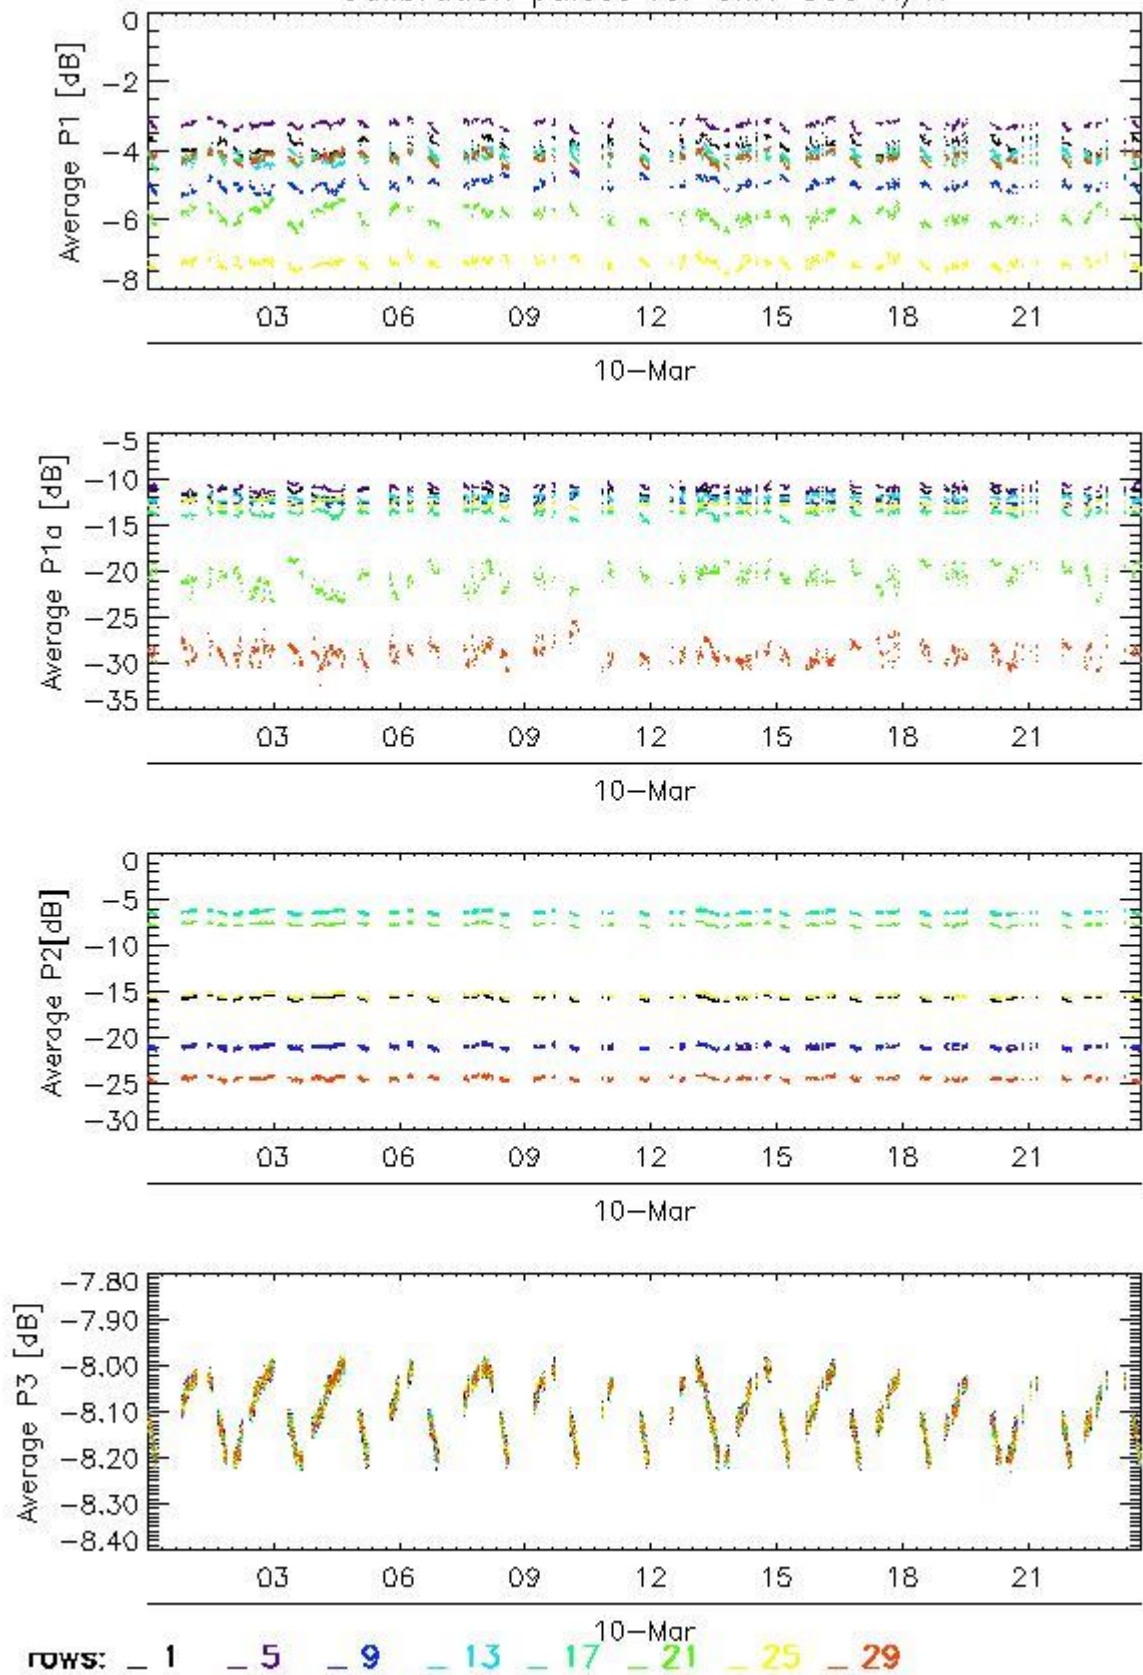 0
−2
−4
−6
−8
Average P1 [dB]
03 06 09 12 15 18 21
10−Mar
−5
−10
−15
−20
−25
−30
−35
Average P1a [dB]
03 06 09 12 15 18 21
10−Mar
0
−5
−10
−15
−20
−25
−30
Average P2[dB]
03 06 09 12 15 18 21
10−Mar
−7.80
−7.90
−8.00
−8.10
−8.20
−8.30
−8.40
Average P3 [dB]
03 06 09 12 15 18 21
10−Mar
rows: _ 1 _ 5 _ 9 _ 13 _ 17 _ 21 _ 25 _ 29